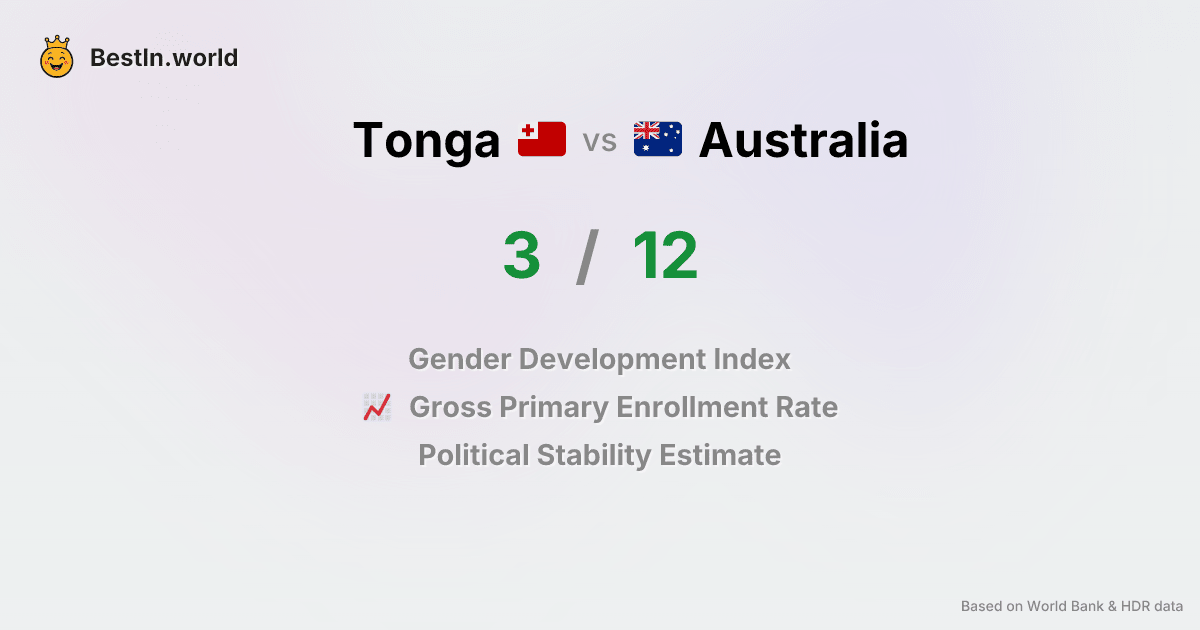 BestIn.world
Tonga vs Australia
3 / 12
Gender Development Index
Gross Primary Enrollment Rate
Political Stability Estimate
Based on World Bank & HDR data